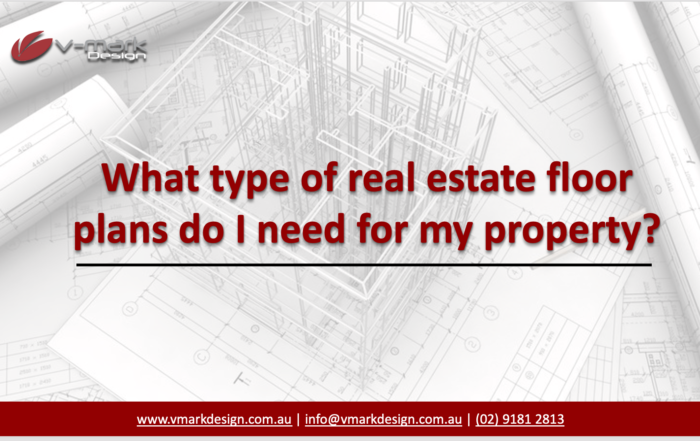 v-mark
Design
What type of real estate floor
plans do I need for my property?
www.vmarkdesign.com.au | info@vmarkdesign.com.au | (02) 9181 2813